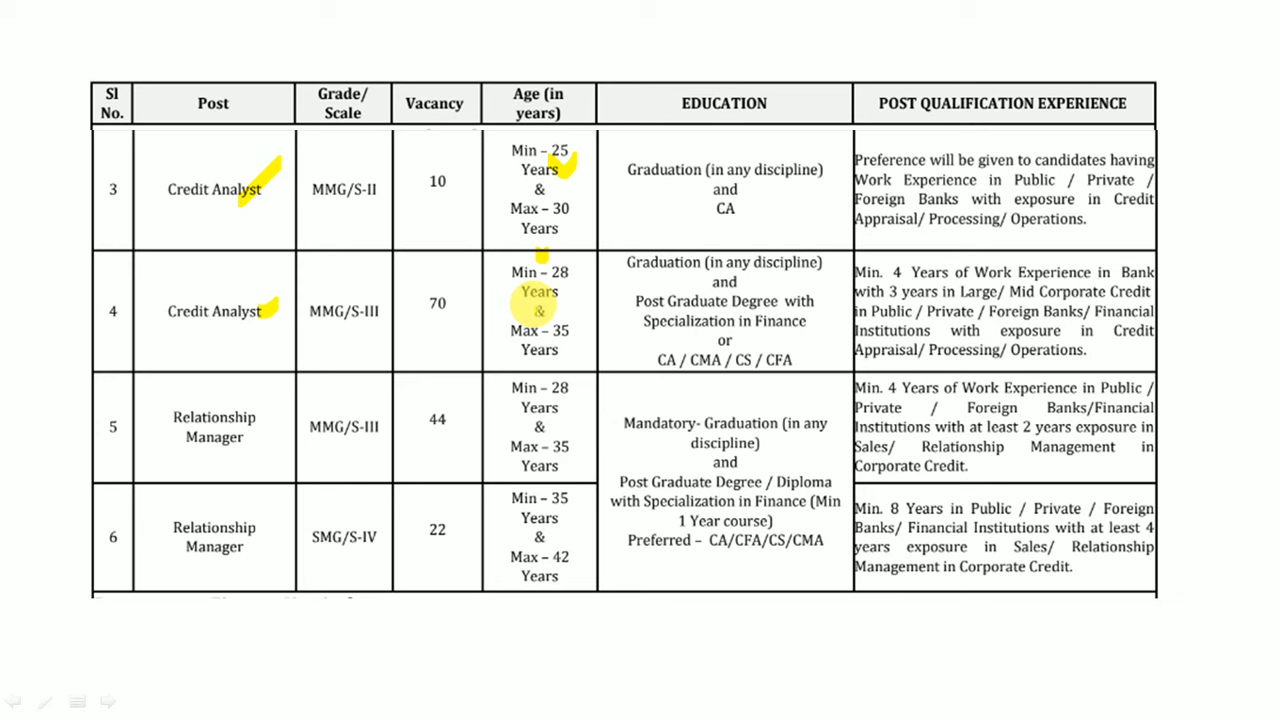 Sl No.
Post
Grade/ Scale
Vacancy
Age (in years)
EDUCATION
POST QUALIFICATION EXPERIENCE
3
Credit Analyst
MMG/S-II
10
Min – 25
Years
&
Max – 30
Years
Graduation (in any discipline)
and
CA
Preference will be given to candidates having
Work Experience in Public / Private /
Foreign Banks with exposure in Credit
Appraisal/ Processing/ Operations.
4
Credit Analyst
MMG/S-III
70
Min – 28
Years
&
Max – 35
Years
Graduation (in any discipline)
and
Post Graduate Degree with
Specialization in Finance
or
CA / CMA / CS / CFA
Min. 4 Years of Work Experience in Bank
with 3 years in Large/ Mid Corporate Credit
in Public / Private / Foreign Banks/ Financial
Institutions with exposure in Credit
Appraisal/ Processing/ Operations.
5
Relationship
Manager
MMG/S-III
44
Min – 28
Years
&
Max – 35
Years
Mandatory- Graduation (in any
discipline)
and
Post Graduate Degree / Diploma
with Specialization in Finance (Min
1 Year course)
Preferred – CA/CFA/CS/CMA
Min. 4 Years of Work Experience in Public /
Private / Foreign Banks/Financial
Institutions with at least 2 years exposure in
Sales/ Relationship Management in
Corporate Credit.
6
Relationship
Manager
SMG/S-IV
22
Min – 35
Years
&
Max – 42
Years
Min. 8 Years in Public / Private / Foreign
Banks/ Financial Institutions with at least 4
years exposure in Sales/ Relationship
Management in Corporate Credit.